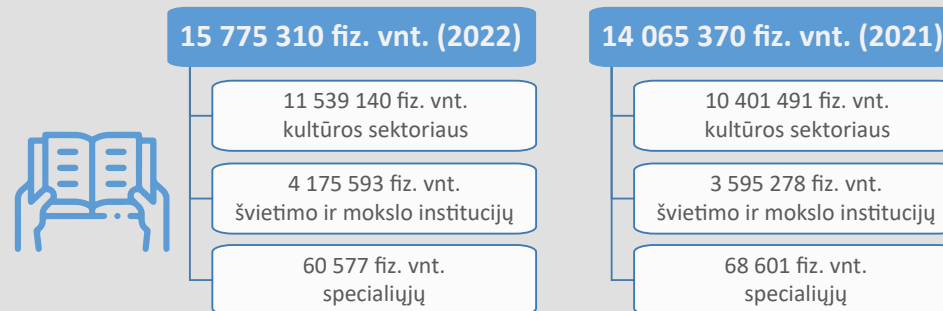 15 775 310 fiz. vnt. (2022)
11 539 140 fiz. vnt.
kultūros sektoriaus
4 175 593 fiz. vnt.
švietimo ir mokslo institucijų
60 577 fiz. vnt.
specialiųjų
14 065 370 fiz. vnt. (2021)
10 401 491 fiz. vnt.
kultūros sektoriaus
3 595 278 fiz. vnt.
švietimo ir mokslo institucijų
68 601 fiz. vnt.
specialiųjų